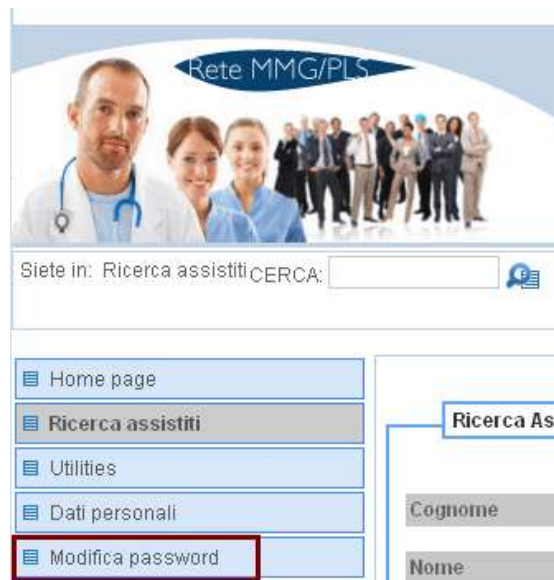 Rete MMG/PLS
Siete in: Ricerca assistiti CERCA:
Home page
Ricerca assistiti
Utilities
Dati personali
Modifica password
Ricerca As
Cognome
Nome